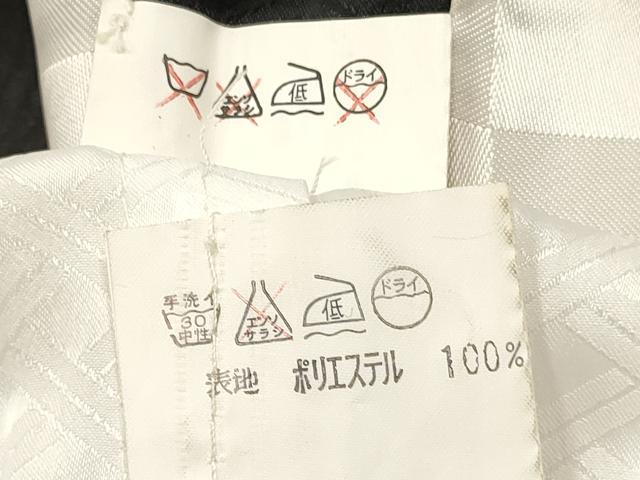 エンソ
サラシ
低
ドライ
手洗イ
30
中性
エンソ
サラシ
低
ドライ
表地 ポリエステル 100%